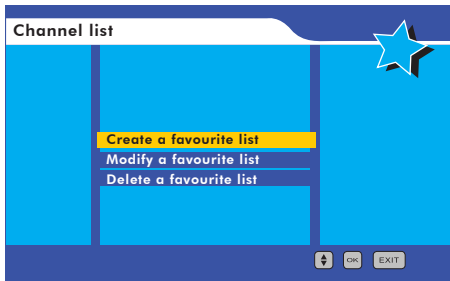 Channel list
Create a favourite list
Modify a favourite list
Delete a favourite list
OK EXIT